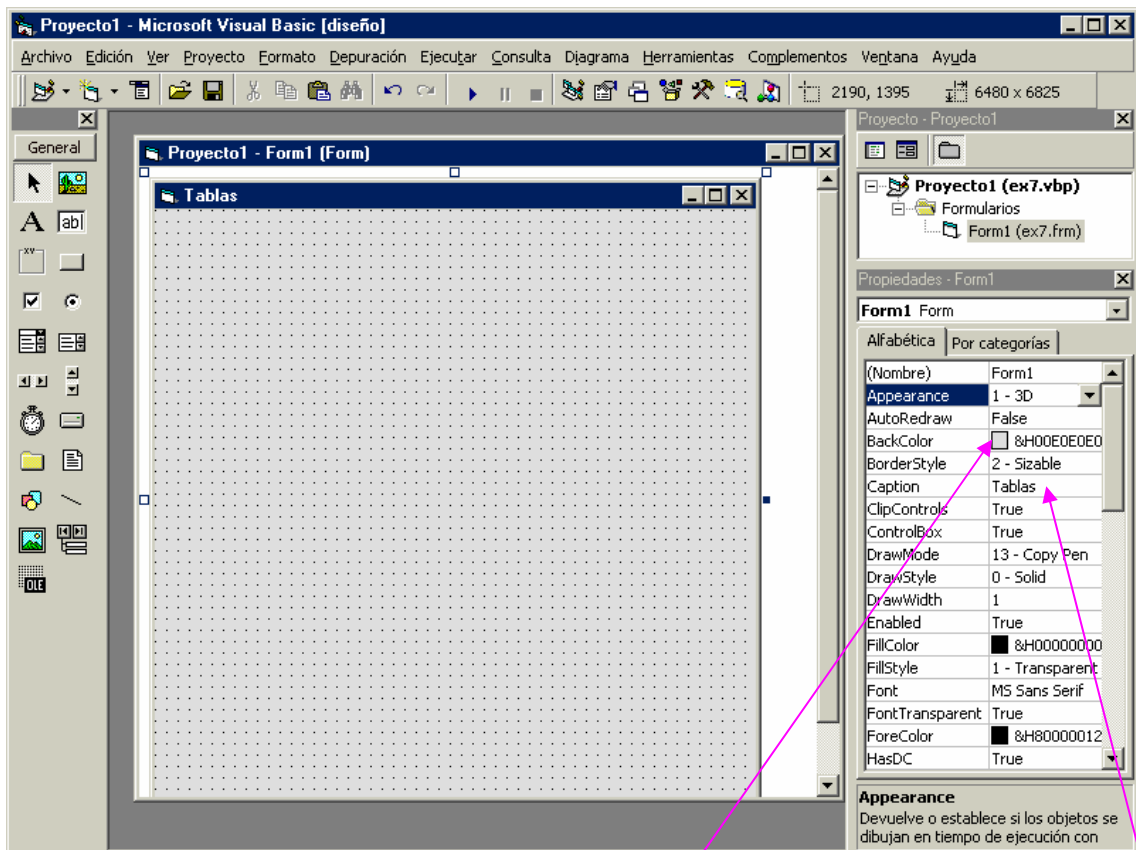 Proyecto1 - Microsoft Visual Basic [diseño]
Archivo Edición Ver Proyecto Formato Depuración Ejecutar Consulta Diagrama Herramientas Complementos Ventana Ayuda
2190, 1395 6480 x 6825
General
A ab|
xv
OLE
Proyecto1 - Form1 (Form)
Tablas
Proyecto - Proyecto1
Proyecto1 (ex7.vbp)
Formularios
Form1 (ex7.frm)
Propiedades - Form1
Form1 Form
Alfabética Por categorías
(Nombre) Form1
Appearance 1 - 3D
AutoRedraw False
BackColor &H00E0E0E0
BorderStyle 2 - Sizable
Caption Tablas
ClipControls True
ControlBox True
DrawMode 13 - Copy Pen
DrawStyle 0 - Solid
DrawWidth 1
Enabled True
FillColor &H00000000
FillStyle 1 - Transparent
Font MS Sans Serif
FontTransparent True
ForeColor &H80000012
HasDC True
Appearance
Devuelve o establece si los objetos se
dibujan en tiempo de ejecución con